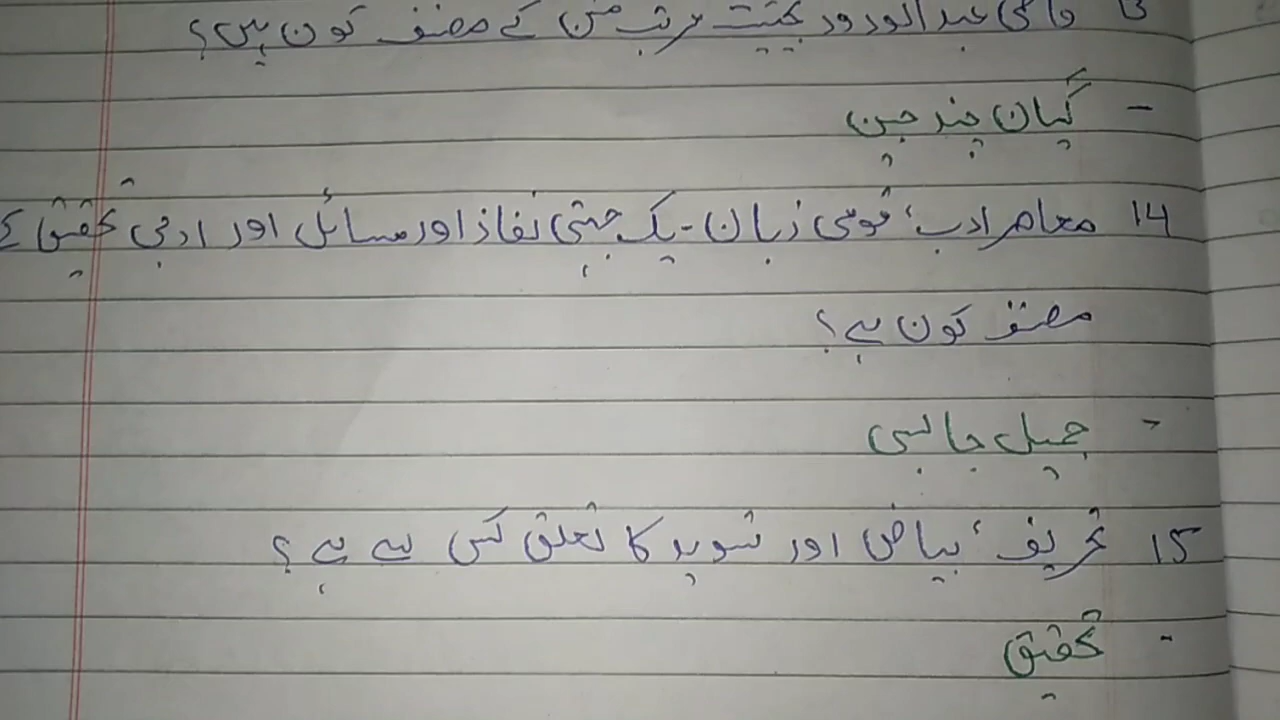 قاضی عبدالودود بحیثیت مرتب متن کے مصنف کون ہیں؟
- گیان چند جین
14 معاصر ادب، قومی زبان - یک جہتی نفاذ اور مسائل اور ادبی تحقیق کے
مصنف کون ہے؟
- جمیل جالبی
15 تحریف، بیاض اور تسوید کا تعلق کس سے ہے؟
- تحقیق